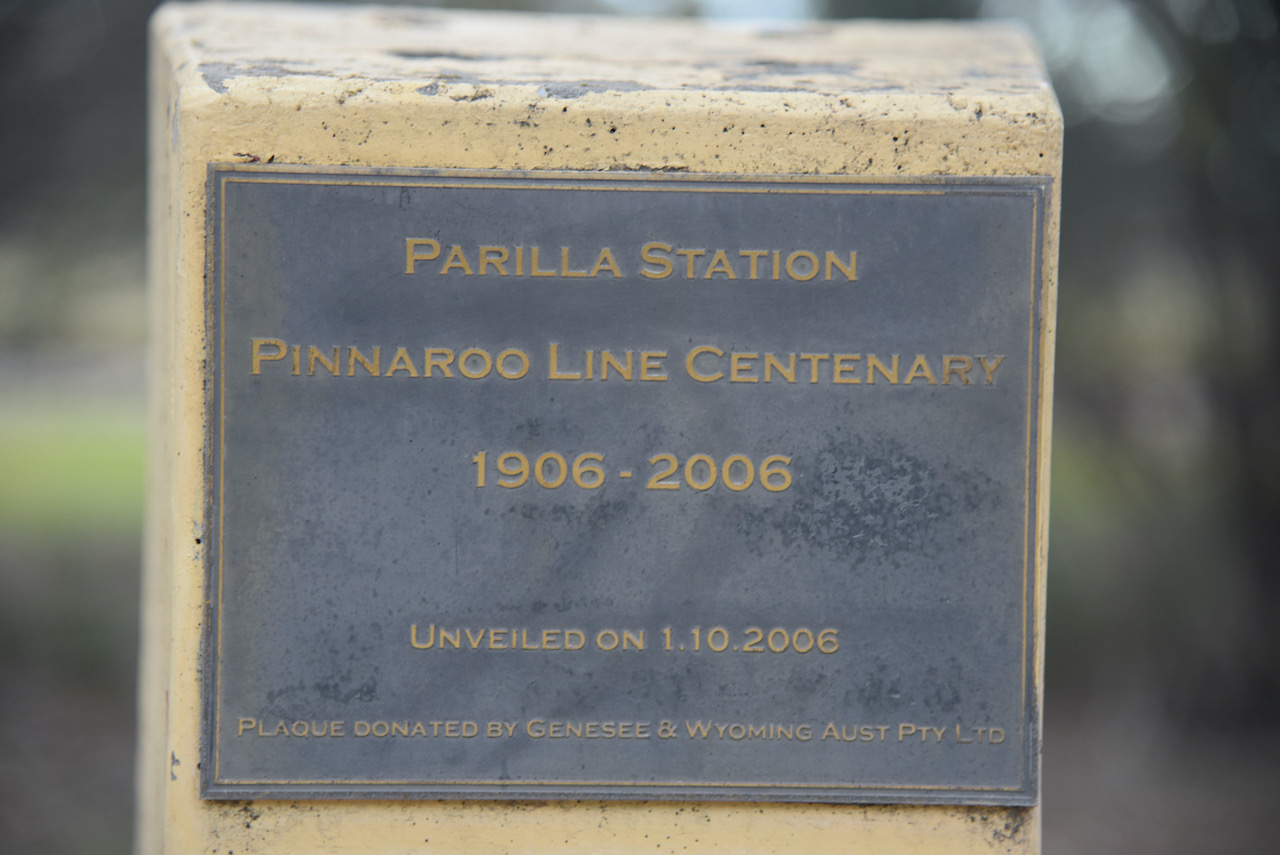 PARILLA STATION
PINNAROO LINE CENTENARY
1906 - 2006
UNVEILED ON 1.10.2006
PLAQUE DONATED BY GENESEE & WYOMING AUST PTY LTD